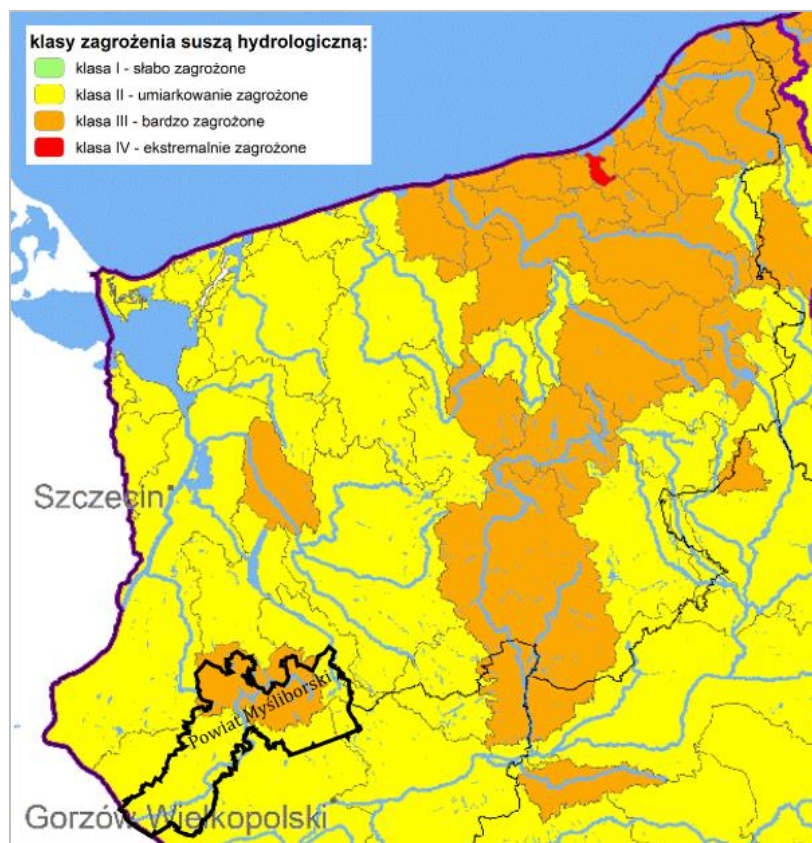 klasy zagrożenia suszą hydrologiczną:
klasa I - słabo zagrożone
klasa II - umiarkowanie zagrożone
klasa III - bardzo zagrożone
klasa IV - ekstremalnie zagrożone
Szczecin
Powiat Myśliborski
Gorzów Wielkopolski